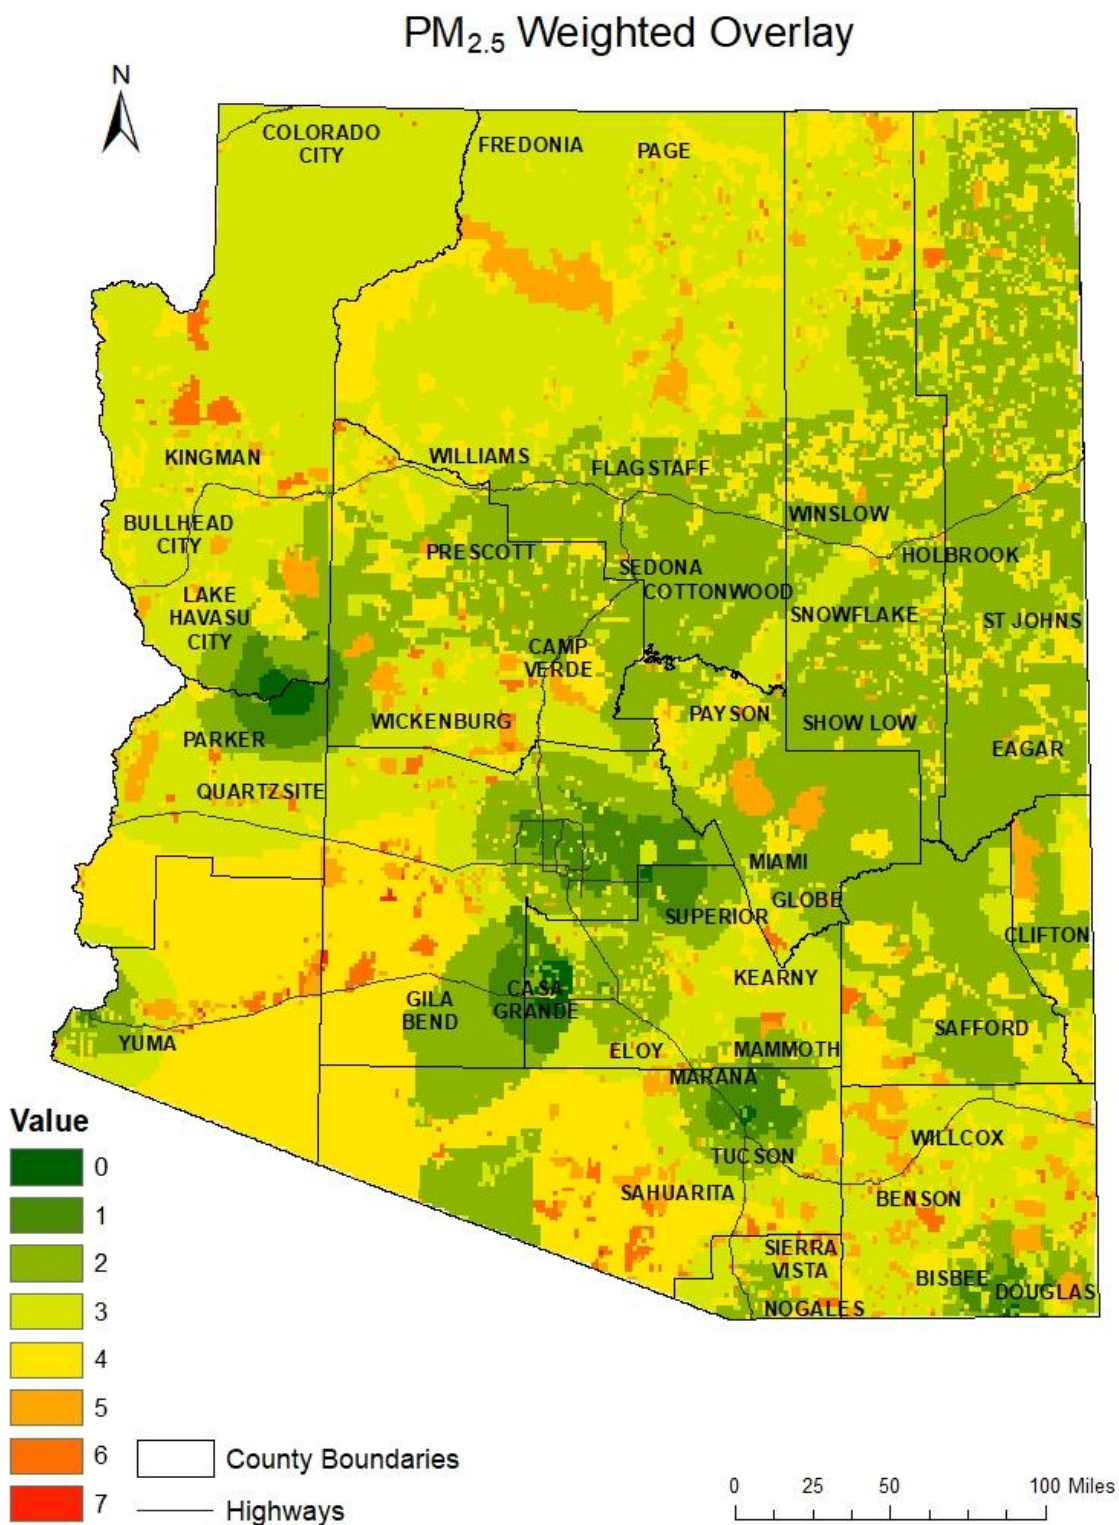 PM2.5 Weighted Overlay
N
COLORADO
CITY
FREDONIA
PAGE
KINGMAN
WILLIAMS
FLAGSTAFF
BULLHEAD
CITY
PRESCOTT
WINSLOW
HOLBROOK
SEDONA
COTTONWOOD
LAKE
HAVASU
CITY
SNOWFLAKE
ST JOHNS
CAMP
VERDE
WICKENBURG
PAYSON
SHOW LOW
PARKER
EAGAR
QUARTZSITE
MIAMI
GLOBE
SUPERIOR
CLIFTON
KEARNY
CASA
GRANDE
GILA
BEND
SAFFORD
YUMA
ELOY
MAMMOTH
MARANA
WILLCOX
TUCSON
SAHUARITA
BENSON
SIERRA
VISTA
BISBEE
DOUGLAS
NOGALES
Value
0
1
2
3
4
5
6
7
County Boundaries
Highways
0 25 50 100 Miles